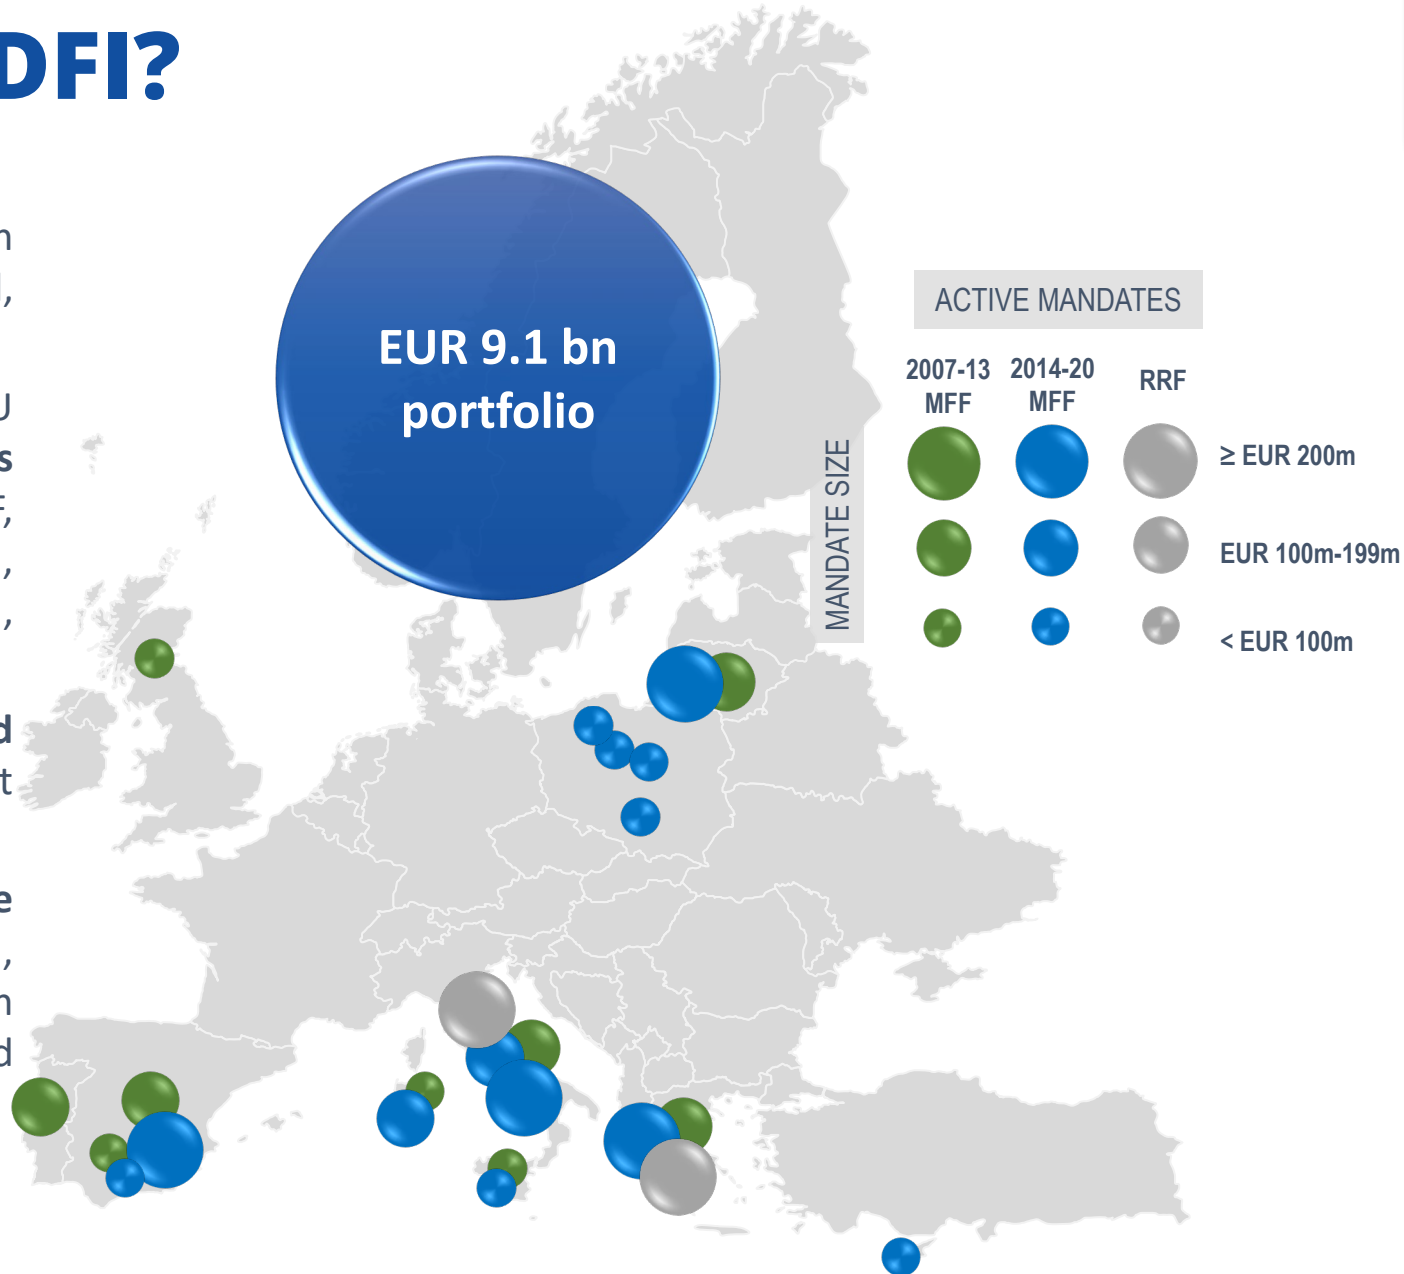 DFI?
EUR 9.1 bn
portfolio
ACTIVE MANDATES
2007-13
MFF
2014-20
MFF
RRF
MANDATE SIZE
≥ EUR 200m
EUR 100m-199m
< EUR 100m